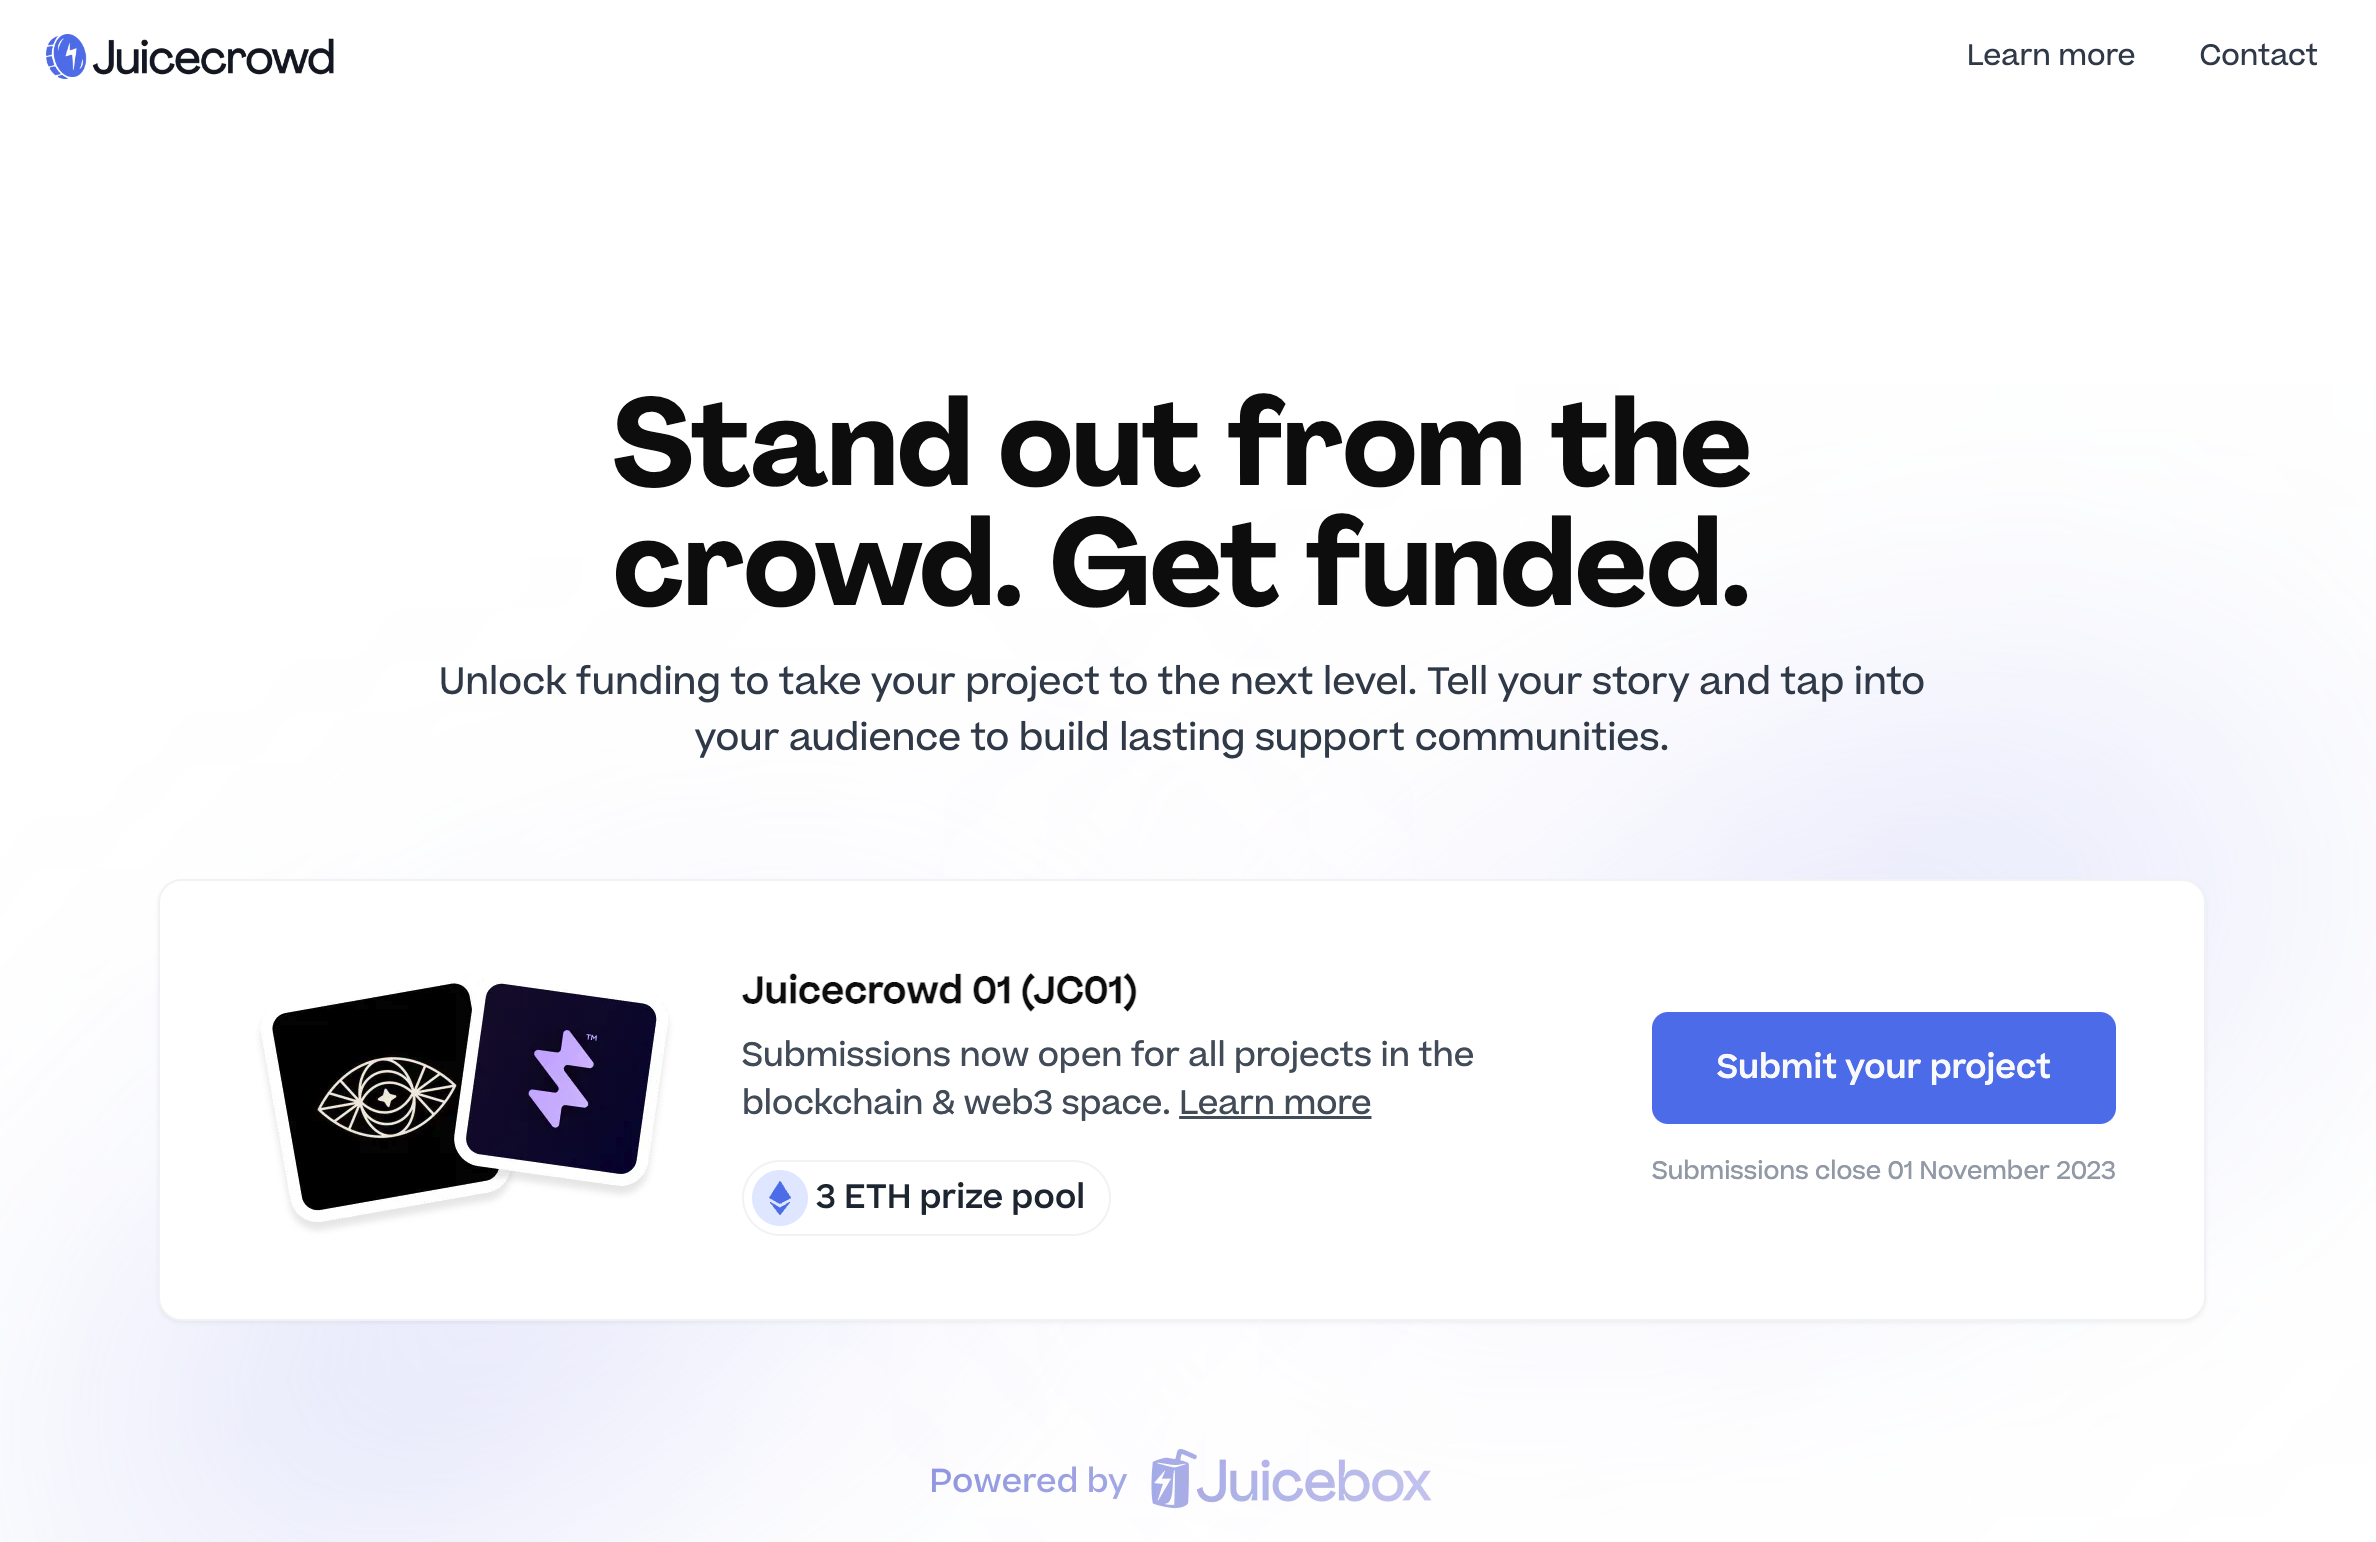 Juicecrowd
Learn more
Contact
Stand out from the
crowd. Get funded.
Unlock funding to take your project to the next level. Tell your story and tap into
your audience to build lasting support communities.
TM
Juicecrowd 01 (JC01)
Submissions now open for all projects in the
blockchain & web3 space. Learn more
3 ETH prize pool
Submit your project
Submissions close 01 November 2023
Powered by Juicebox